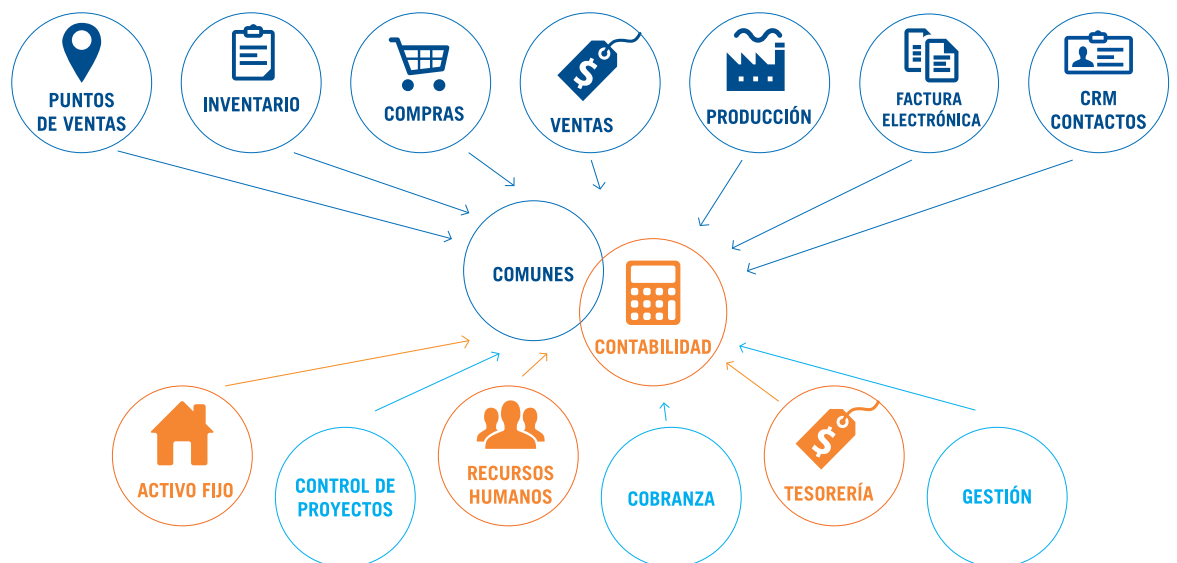 PUNTOS
DE VENTAS
INVENTARIO
COMPRAS
VENTAS
PRODUCCIÓN
FACTURA
ELECTRÓNICA
CRM
CONTACTOS
COMUNES
CONTABILIDAD
ACTIVO FIJO
CONTROL DE
PROYECTOS
RECURSOS
HUMANOS
COBRANZA
TESORERÍA
GESTIÓN